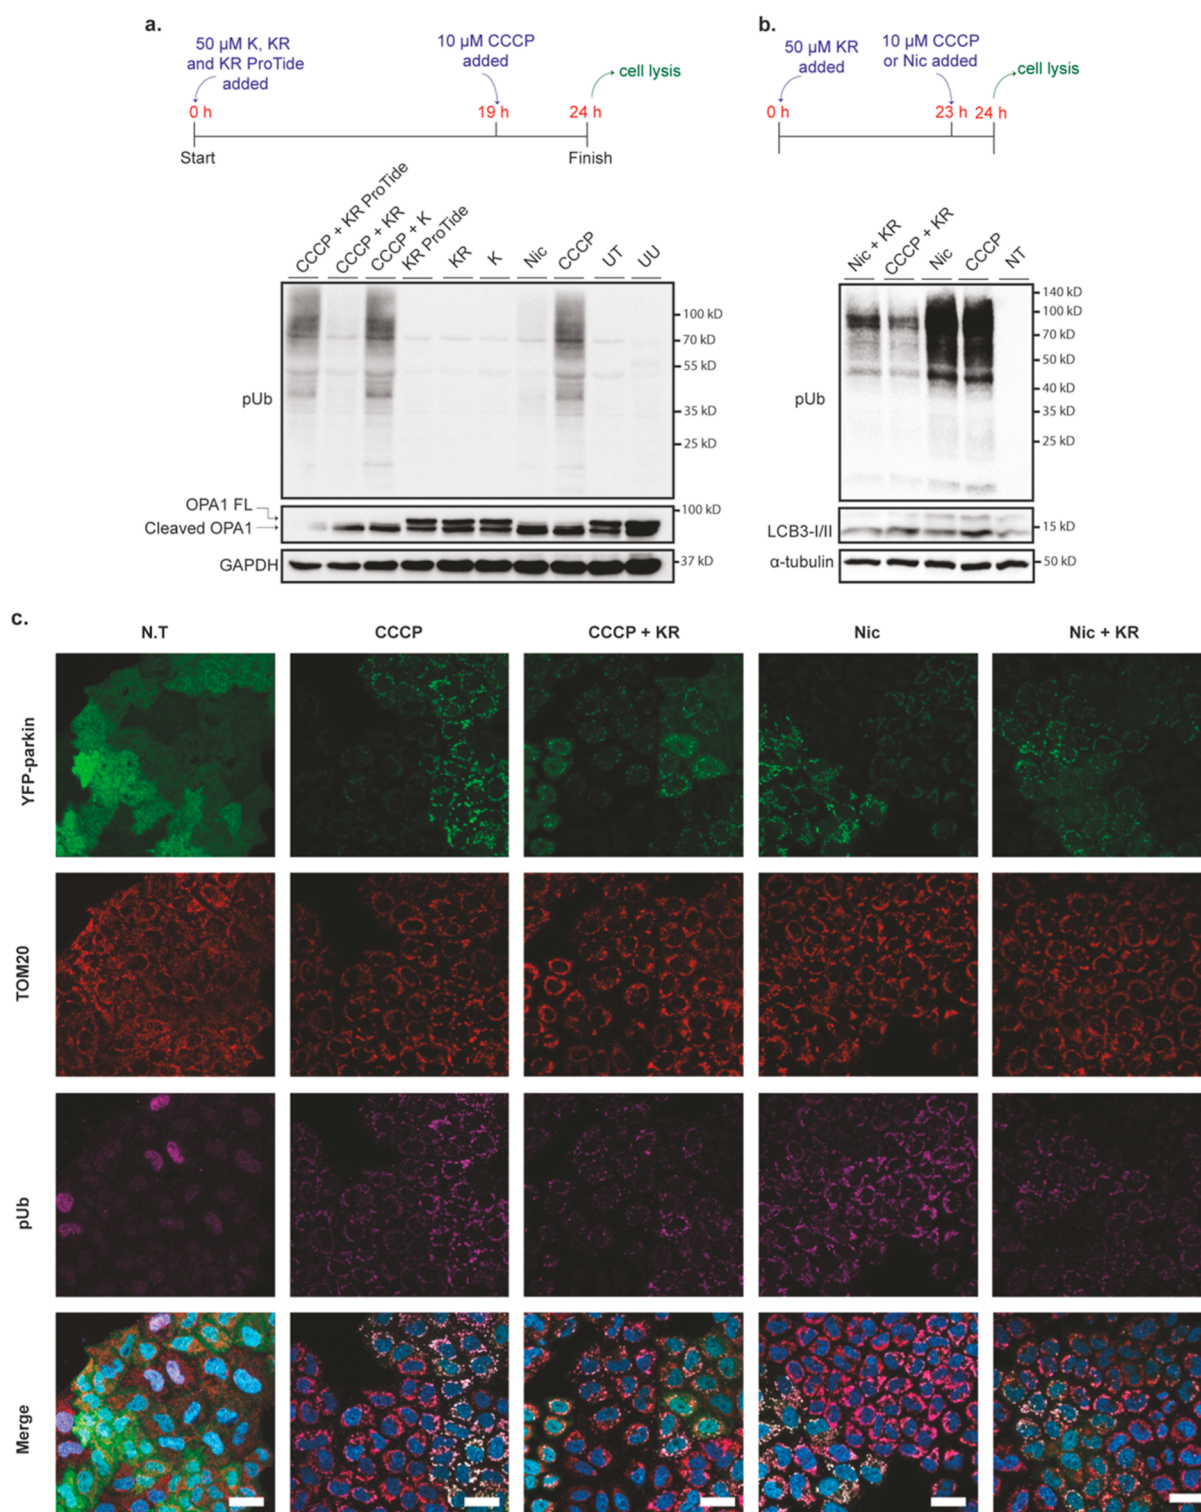 a.
50 µM K, KR
and KR ProTide
added
10 µM CCCP
added
cell lysis
0 h
19 h
24 h
Start
Finish
CCCP + KR ProTide
CCCP + KR
CCCP + K
KR ProTide
KR
K
Nic
CCCP
UT
UU
pUb
100 kD
70 kD
55 kD
35 kD
25 kD
OPA1 FL
Cleaved OPA1
100 kD
GAPDH
37 kD
b.
50 µM KR
added
10 µM CCCP
or Nic added
cell lysis
0 h
23 h
24 h
Nic + KR
CCCP + KR
Nic
CCCP
NT
pUb
140 kD
100 kD
70 kD
50 kD
40 kD
35 kD
25 kD
LCB3-I/II
15 kD
α-tubulin
50 kD
c.
N.T
CCCP
CCCP + KR
Nic
Nic + KR
YFP-parkin
TOM20
pUb
Merge